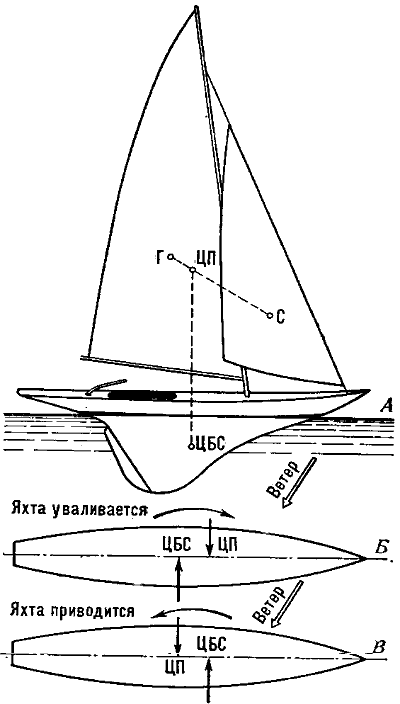 Г ЦП
С
А
ЦБС
Ветер
Яхта уваливается
ЦБС ЦП
Б
Ветер
Яхта приводится
ЦБС
ЦП
В